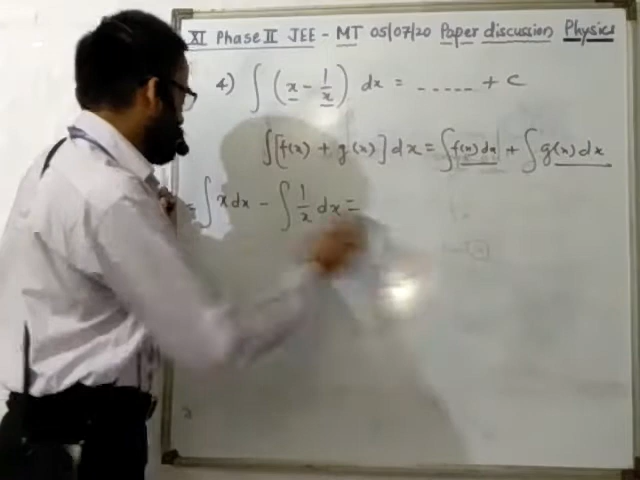 XI Phase II JEE - MT 05/07/20 Paper discussion Physics
4) ∫ (x - 1/x) dx = _ _ _ _ _ + C
∫[f(x) + g(x)] dx = ∫f(x) dx + ∫g(x) dx
= ∫x dx - ∫ 1/x dx =